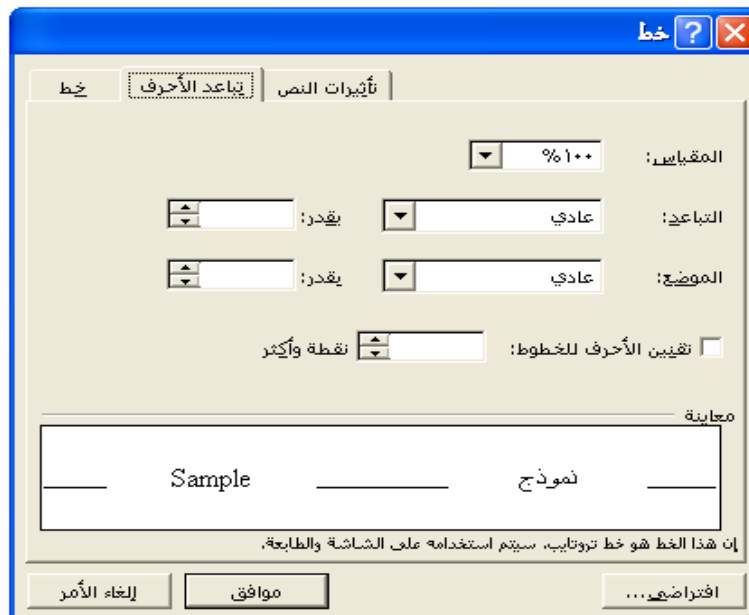 خط
خط تباعد الأحرف تأثيرات النص
المقياس: ١٠٠%
التباعد: عادي بقدر:
الموضع: عادي بقدر:
تقنين الأحرف للخطوط: نقطة وأكثر
معاينة
نموذج Sample
إن هذا الخط هو خط تروتايب، سيتم استخدامه على الشاشة والطابعة.
افتراضي... موافق إلغاء الأمر